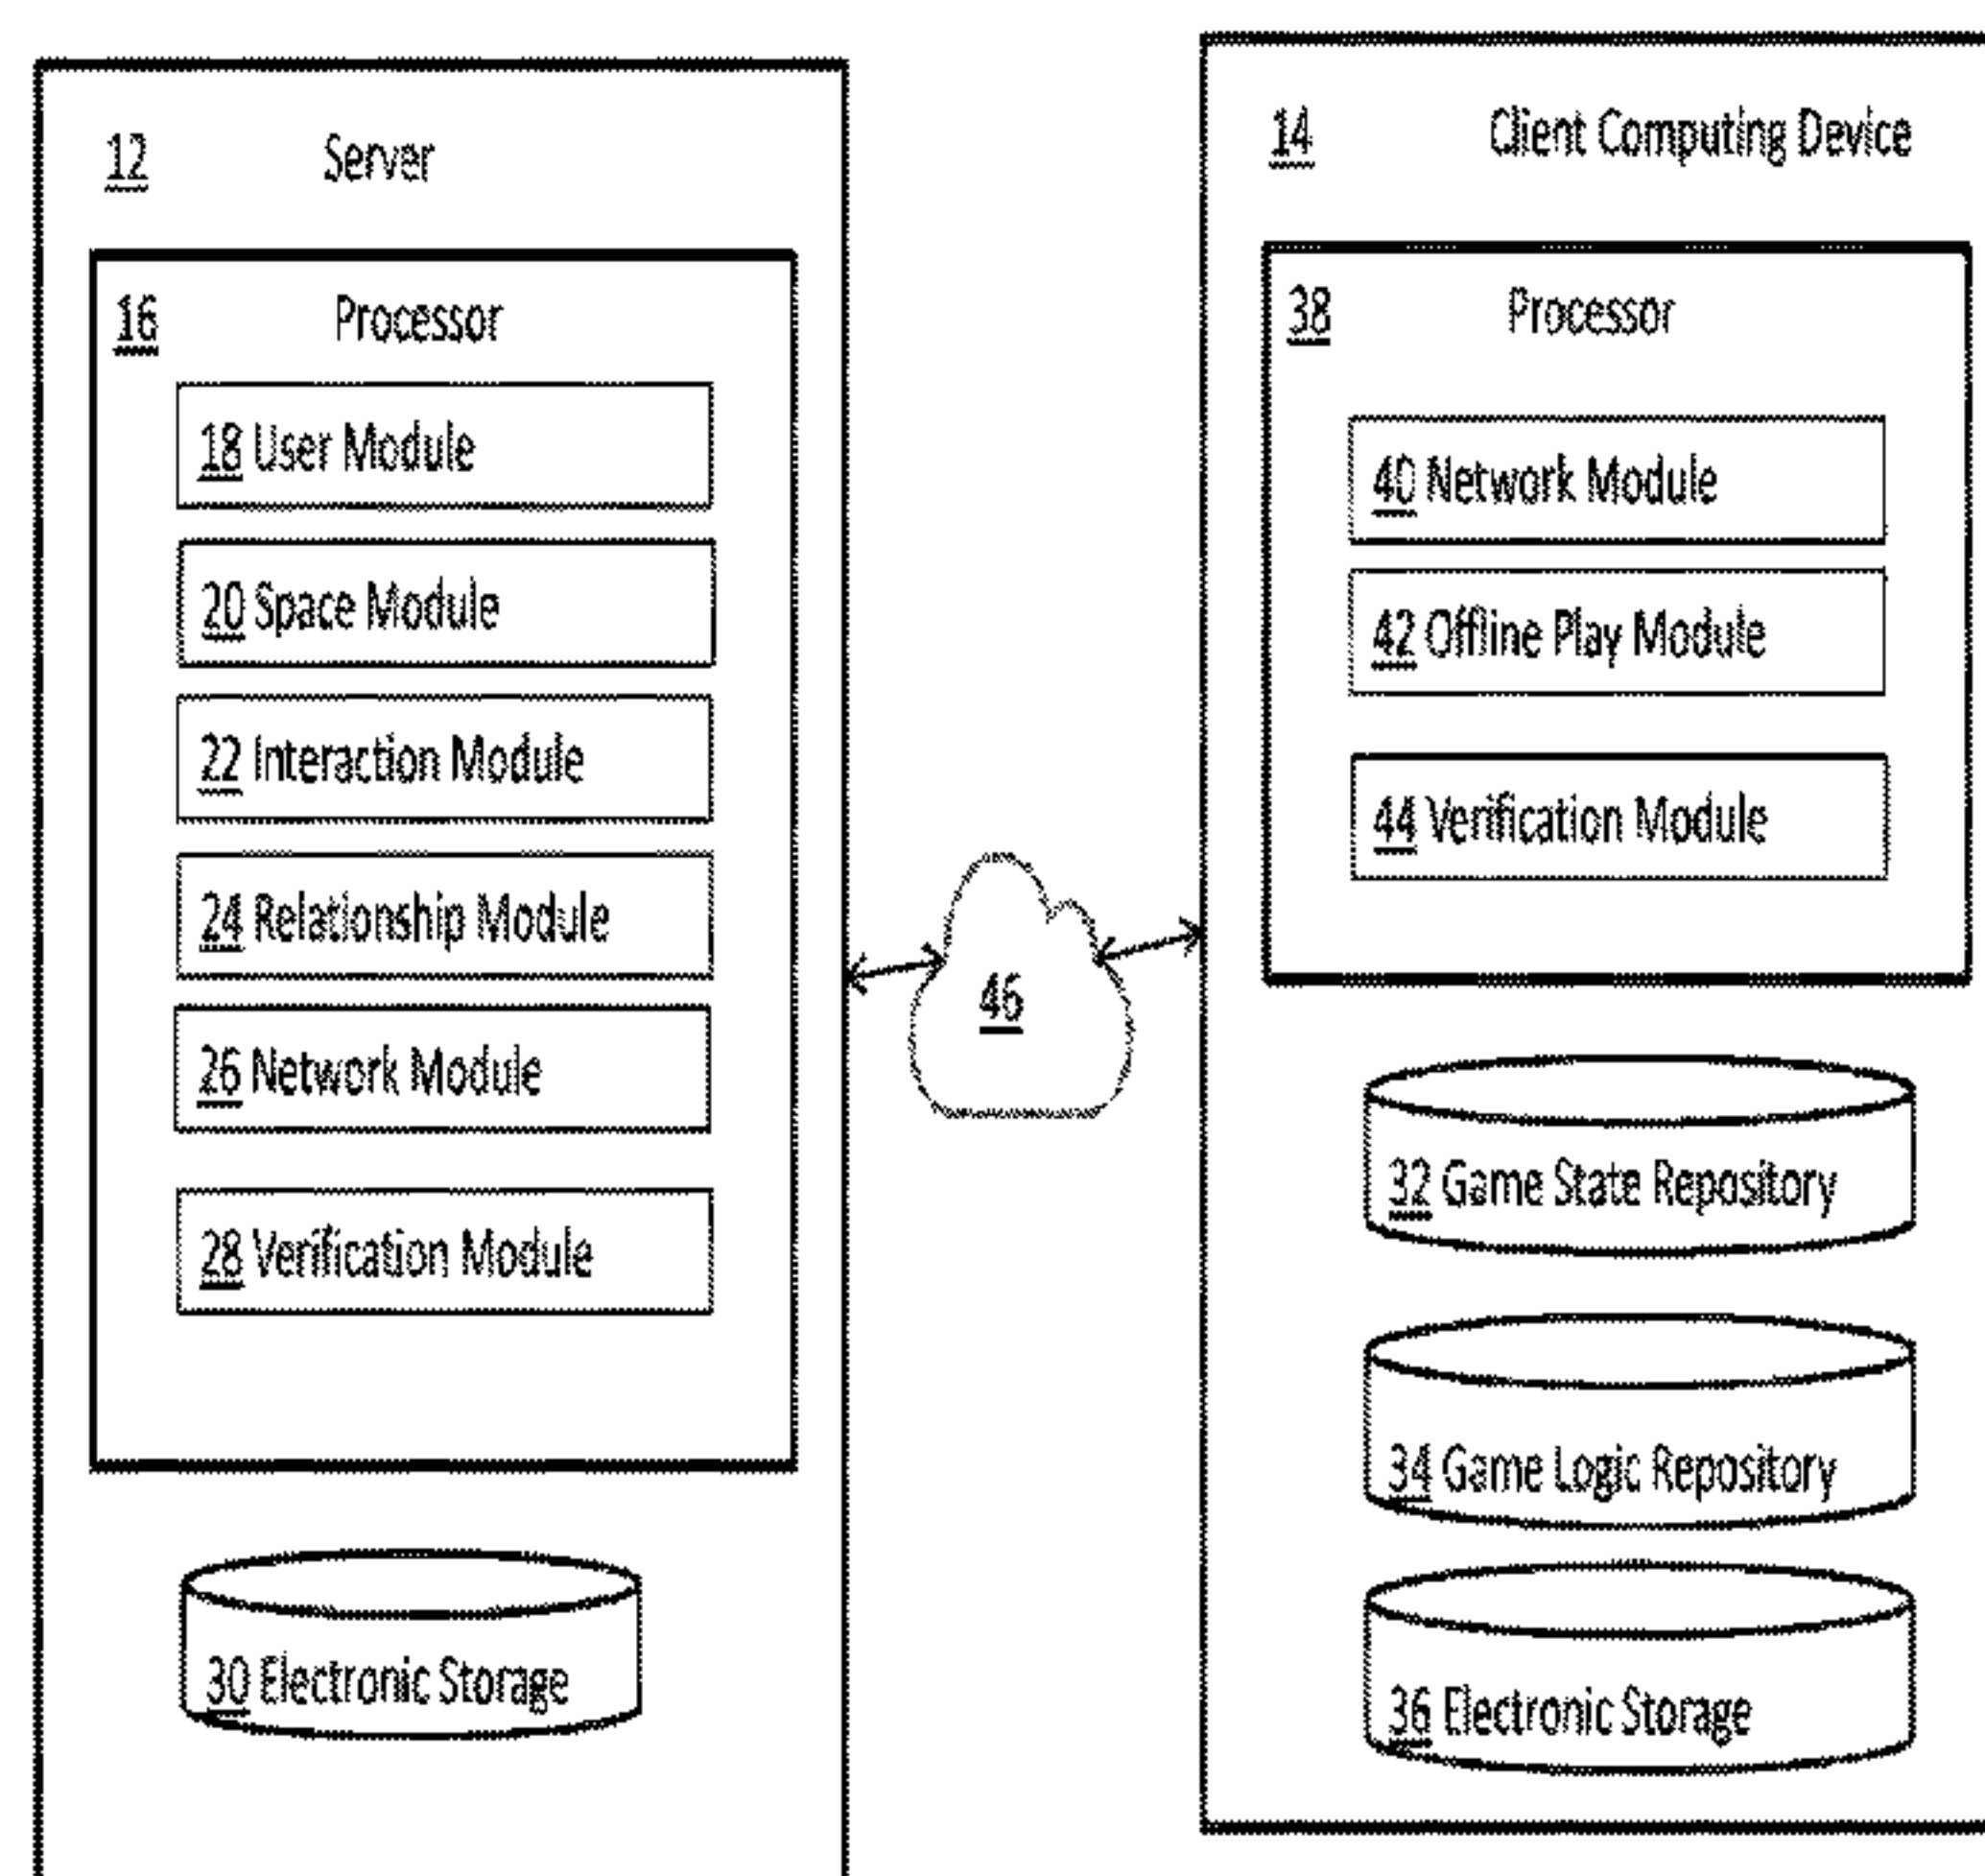 12 Server
16 Processor
18 User Module
20 Space Module
22 Interaction Module
24 Relationship Module
26 Network Module
28 Verification Module
30 Electronic Storage
46
14 Client Computing Device
38 Processor
40 Network Module
42 Offline Play Module
44 Verification Module
32 Game State Repository
34 Game Logic Repository
36 Electronic Storage